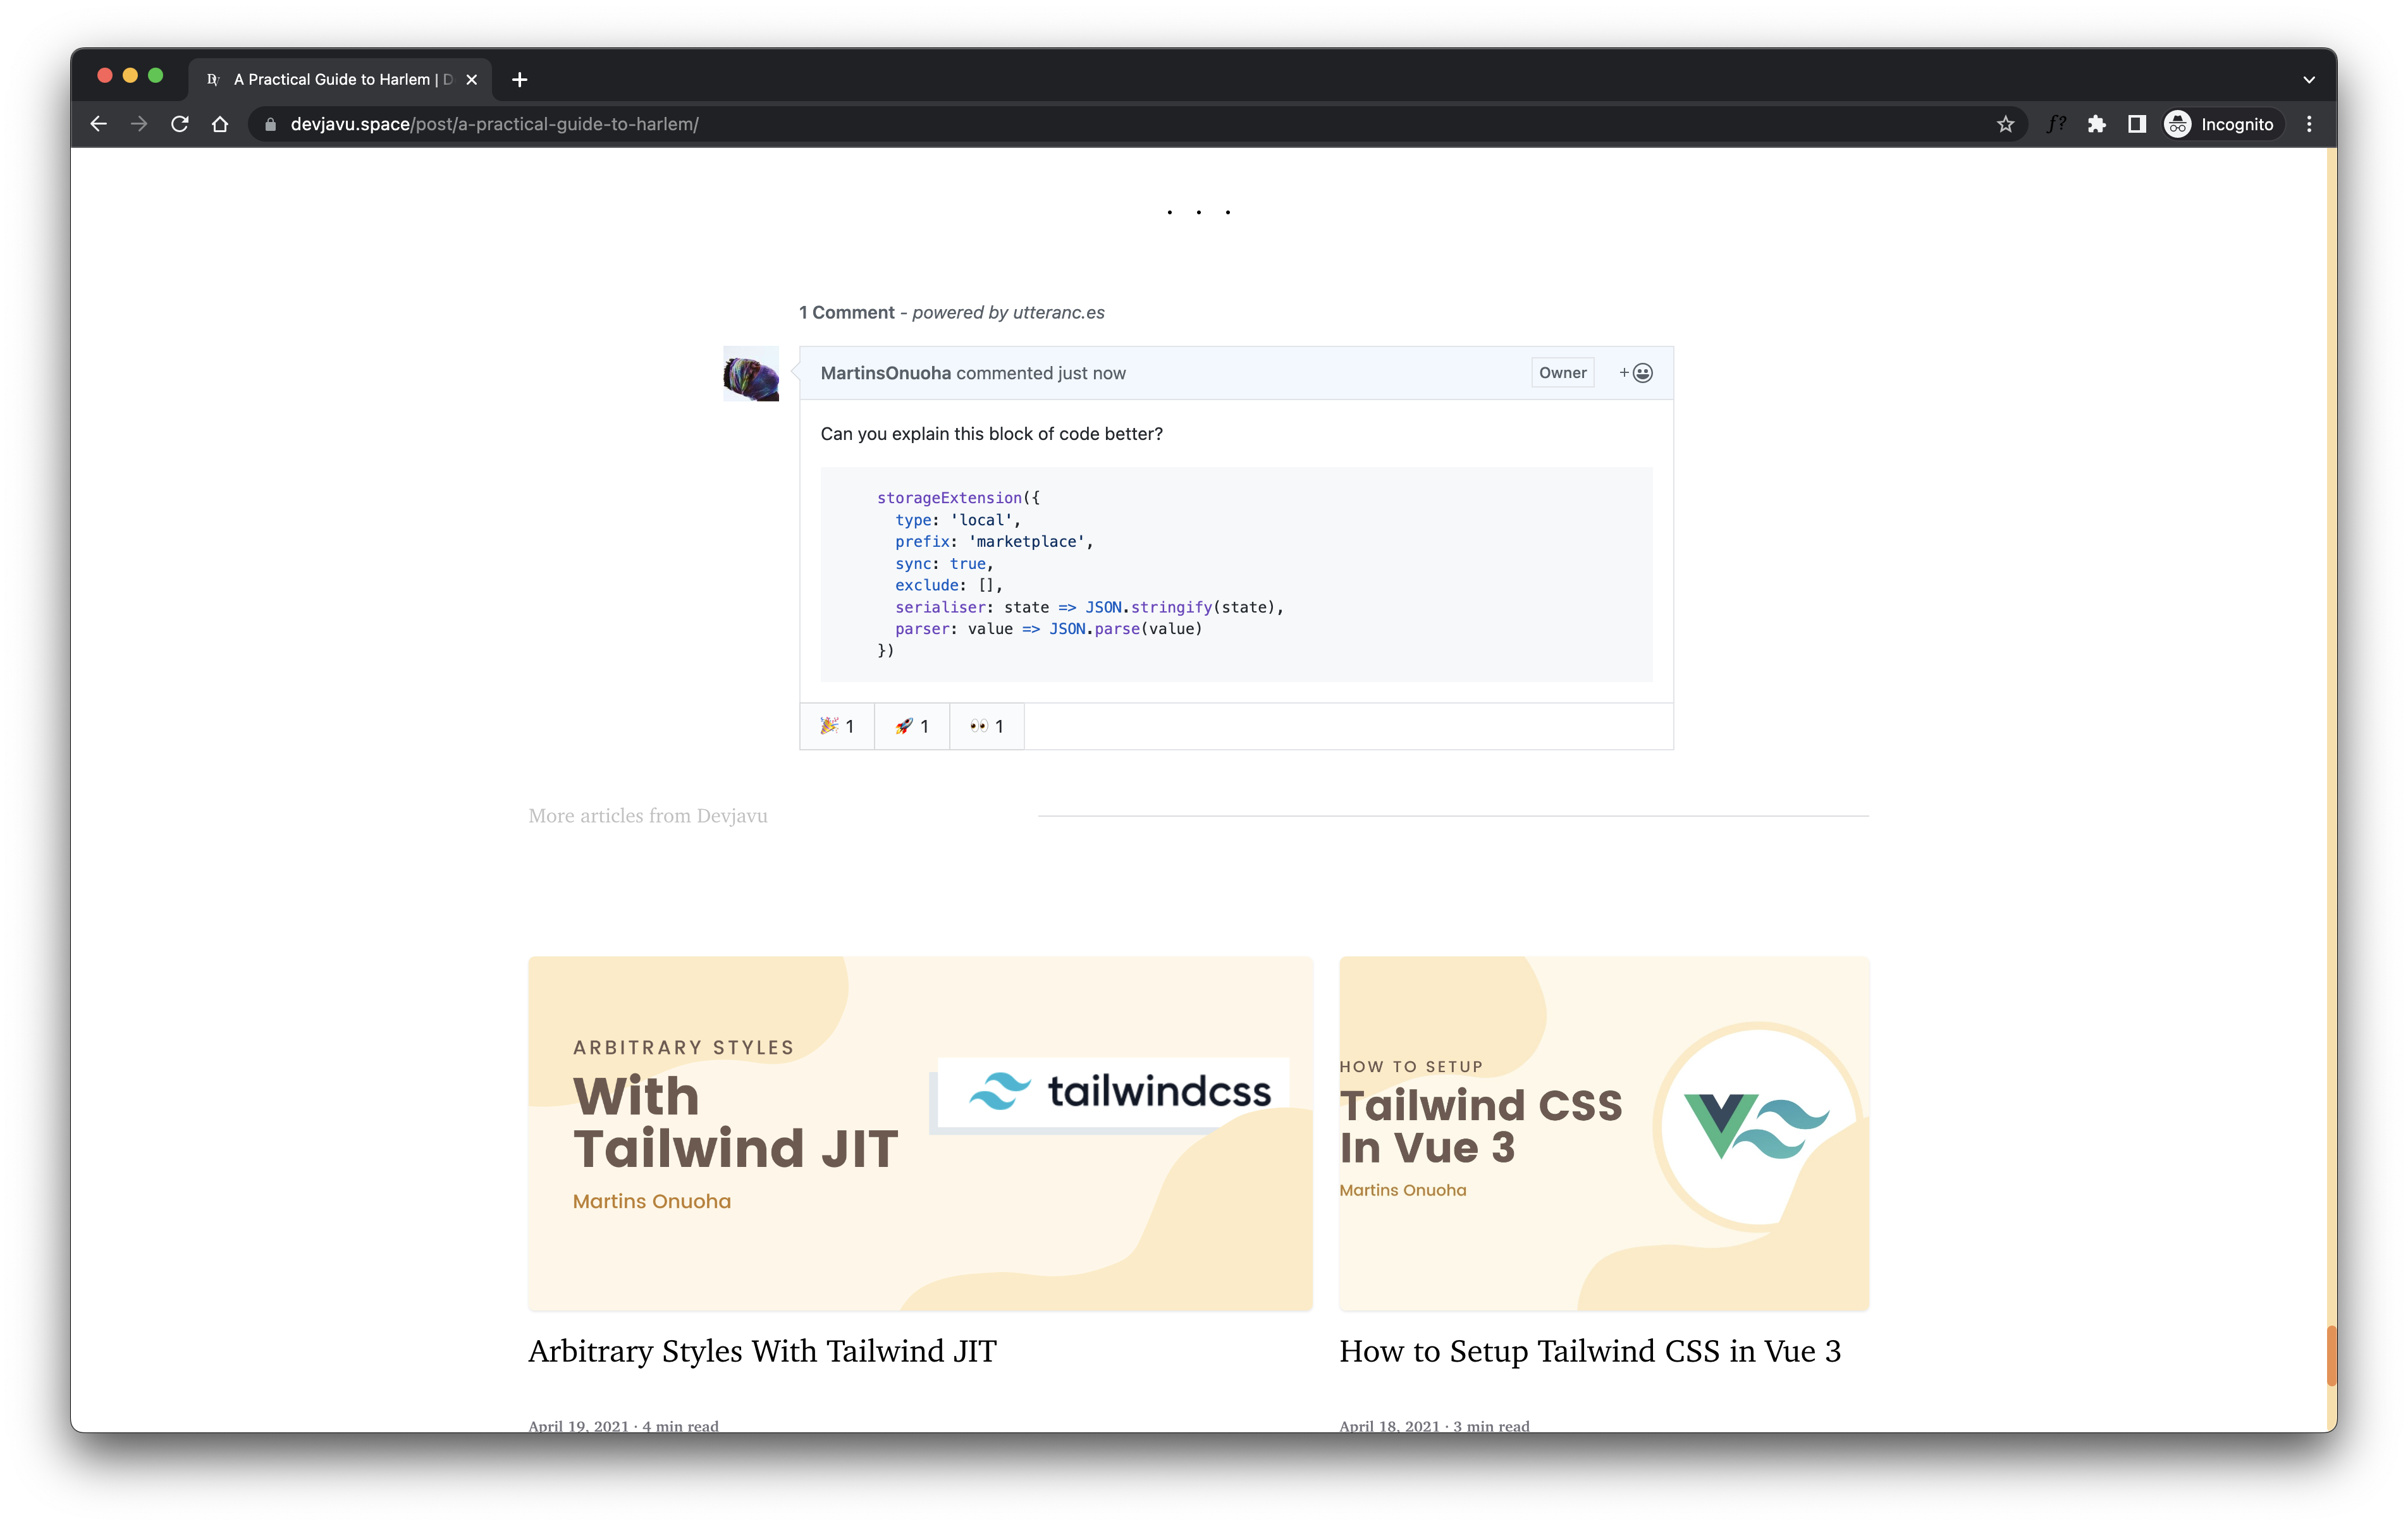 A Practical Guide to Harlem | D
devjavu.space/post/a-practical-guide-to-harlem/
f?
Incognito
. . .
1 Comment - powered by utteranc.es
MartinsOnuoha commented just now
Owner
+
Can you explain this block of code better?
storageExtension({
  type: 'local',
  prefix: 'marketplace',
  sync: true,
  exclude: [],
  serialiser: state => JSON.stringify(state),
  parser: value => JSON.parse(value)
})
🎉 1
🚀 1
👀 1
More articles from Devjavu
ARBITRARY STYLES
With
Tailwind JIT
Martins Onuoha
tailwindcss
HOW TO SETUP
Tailwind CSS
In Vue 3
Martins Onuoha
Arbitrary Styles With Tailwind JIT
How to Setup Tailwind CSS in Vue 3
April 19, 2021 · 4 min read
April 18, 2021 · 3 min read